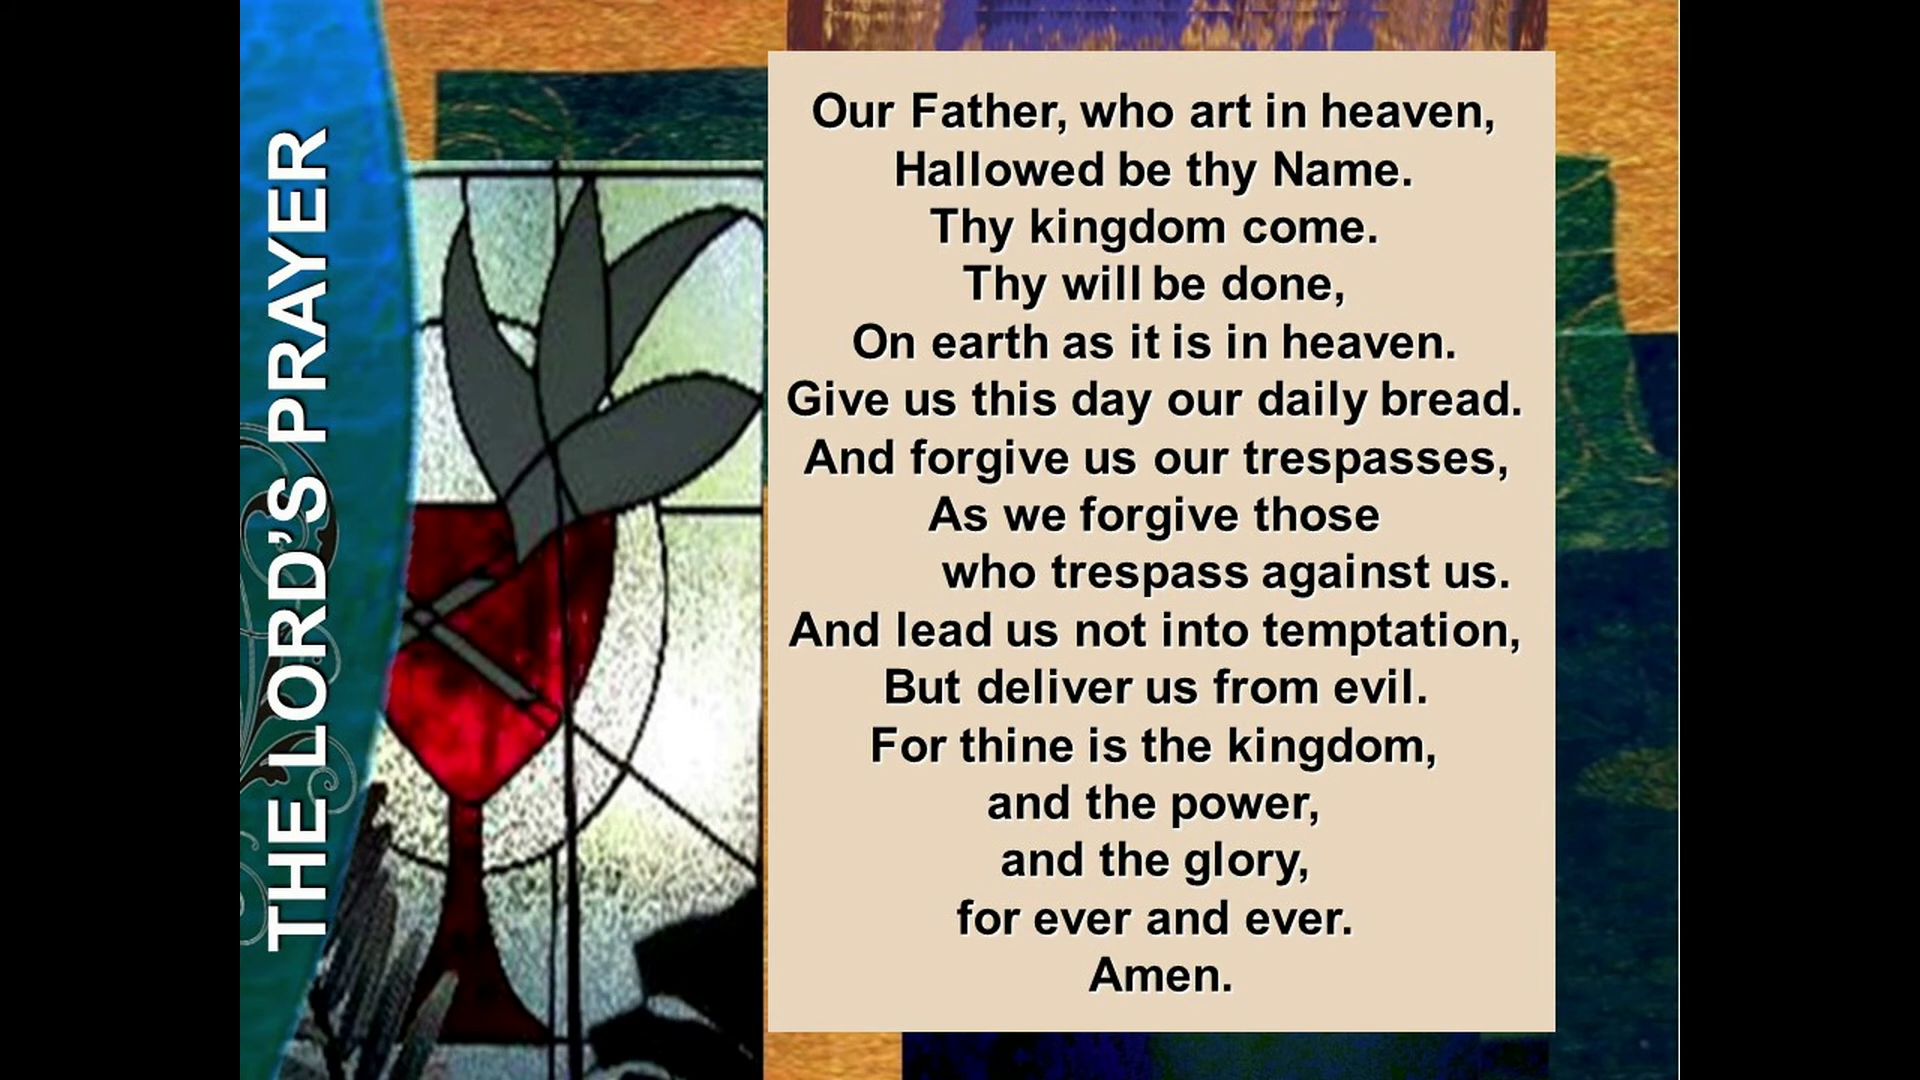 THE LORD'S PRAYER
Our Father, who art in heaven,
Hallowed be thy Name.
Thy kingdom come.
Thy will be done,
On earth as it is in heaven.
Give us this day our daily bread.
And forgive us our trespasses,
As we forgive those
who trespass against us.
And lead us not into temptation,
But deliver us from evil.
For thine is the kingdom,
and the power,
and the glory,
for ever and ever.
Amen.